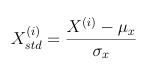 $X_{std}^{(i)} = \frac{X^{(i)} - \mu_x}{\sigma_x}$